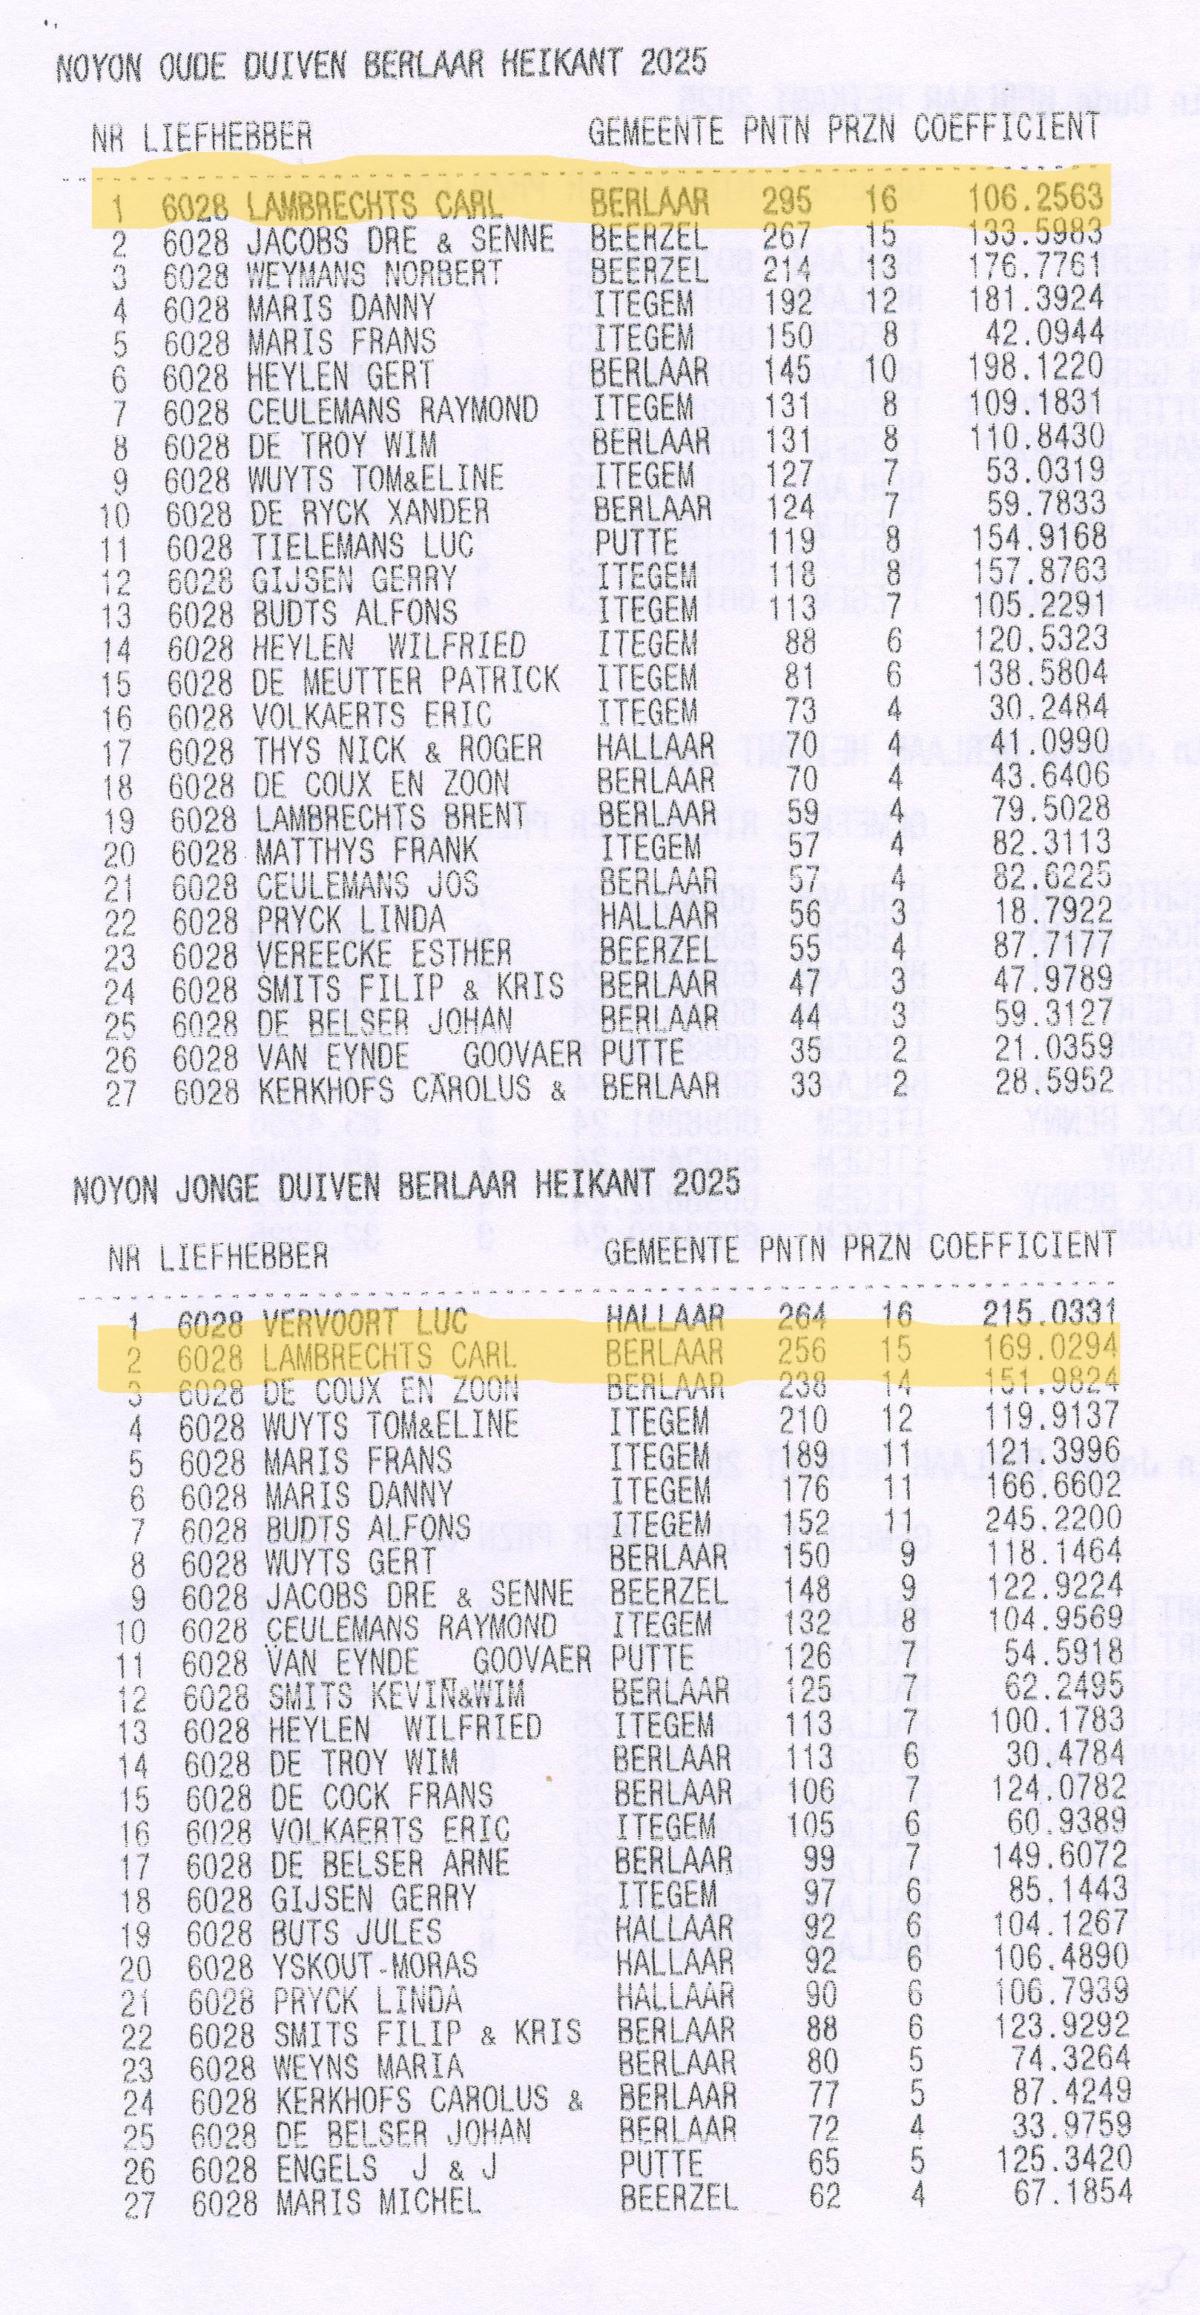 NOYON OUDE DUIVEN BERLAAR HEIKANT 2025
NR LIEFHEBBER GEMEENTE PNTN PRZN COEFFICIENT
1 6028 LAMBRECHTS CARL BERLAAR 295 16 106.2563
2 6028 JACOBS DRE & SENNE BEERZEL 267 15 133.5983
3 6028 WEYMANS NORBERT BEERZEL 214 13 176.7761
4 6028 MARIS DANNY ITEGEM 192 12 181.3924
5 6028 MARIS FRANS ITEGEM 150 8 42.0944
6 6028 HEYLEN GERT BERLAAR 145 10 198.1220
7 6028 CEULEMANS RAYMOND ITEGEM 131 8 109.1831
8 6028 DE TROY WIM BERLAAR 131 8 110.8430
9 6028 WUYTS TOM&ELINE ITEGEM 127 7 53.0319
10 6028 DE RYCK XANDER BERLAAR 124 7 59.7833
11 6028 TIELEMANS LUC PUTTE 119 8 154.9168
12 6028 GIJSEN GERRY ITEGEM 118 8 157.8763
13 6028 BUDTS ALFONS ITEGEM 113 7 105.2291
14 6028 HEYLEN WILFRIED ITEGEM 88 6 120.5323
15 6028 DE MEUTTER PATRICK ITEGEM 81 6 138.5804
16 6028 VOLKAERTS ERIC ITEGEM 73 4 30.2484
17 6028 THYS NICK & ROGER HALLAAR 70 4 41.0990
18 6028 DE COUX EN ZOON BERLAAR 70 4 43.6406
19 6028 LAMBRECHTS BRENT BERLAAR 59 4 79.5028
20 6028 MATTHYS FRANK ITEGEM 57 4 82.3113
21 6028 CEULEMANS JOS BERLAAR 57 4 82.6225
22 6028 PRYCK LINDA HALLAAR 56 3 18.7922
23 6028 VEREECKE ESTHER BEERZEL 55 4 87.7177
24 6028 SMITS FILIP & KRIS BERLAAR 47 3 47.9789
25 6028 DE BELSER JOHAN BERLAAR 44 3 59.3127
26 6028 VAN EYNDE GOOVAER PUTTE 35 2 21.0359
27 6028 KERKHOFS CAROLUS & BERLAAR 33 2 28.5952
NOYON JONGE DUIVEN BERLAAR HEIKANT 2025
NR LIEFHEBBER GEMEENTE PNTN PRZN COEFFICIENT
1 6028 VERVOORT LUC HALLAAR 264 16 215.0331
2 6028 LAMBRECHTS CARL BERLAAR 256 15 169.0294
3 6028 DE COUX EN ZOON BERLAAR 238 14 151.9824
4 6028 WUYTS TOM&ELINE ITEGEM 210 12 119.9137
5 6028 MARIS FRANS ITEGEM 189 11 121.3996
6 6028 MARIS DANNY ITEGEM 176 11 166.6602
7 6028 BUDTS ALFONS ITEGEM 152 11 245.2200
8 6028 WUYTS GERT BERLAAR 150 9 118.1464
9 6028 JACOBS DRE & SENNE BEERZEL 148 9 122.9224
10 6028 CEULEMANS RAYMOND ITEGEM 132 8 104.9569
11 6028 VAN EYNDE GOOVAER PUTTE 126 7 54.5918
12 6028 SMITS KEVIN&WIM BERLAAR 125 7 62.2495
13 6028 HEYLEN WILFRIED ITEGEM 113 7 100.1783
14 6028 DE TROY WIM BERLAAR 113 6 30.4784
15 6028 DE COCK FRANS BERLAAR 106 7 124.0782
16 6028 VOLKAERTS ERIC ITEGEM 105 6 60.9389
17 6028 DE BELSER ARNE BERLAAR 99 7 149.6072
18 6028 GIJSEN GERRY ITEGEM 97 6 85.1443
19 6028 BUTS JULES HALLAAR 92 6 104.1267
20 6028 YSKOUT-MORAS HALLAAR 92 6 106.4890
21 6028 PRYCK LINDA HALLAAR 90 6 106.7939
22 6028 SMITS FILIP & KRIS BERLAAR 88 6 123.9292
23 6028 WEYNS MARIA BERLAAR 80 5 74.3264
24 6028 KERKHOFS CAROLUS & BERLAAR 77 5 87.4249
25 6028 DE BELSER JOHAN BERLAAR 72 4 33.9759
26 6028 ENGELS J & J PUTTE 65 5 125.3420
27 6028 MARIS MICHEL BEERZEL 62 4 67.1854